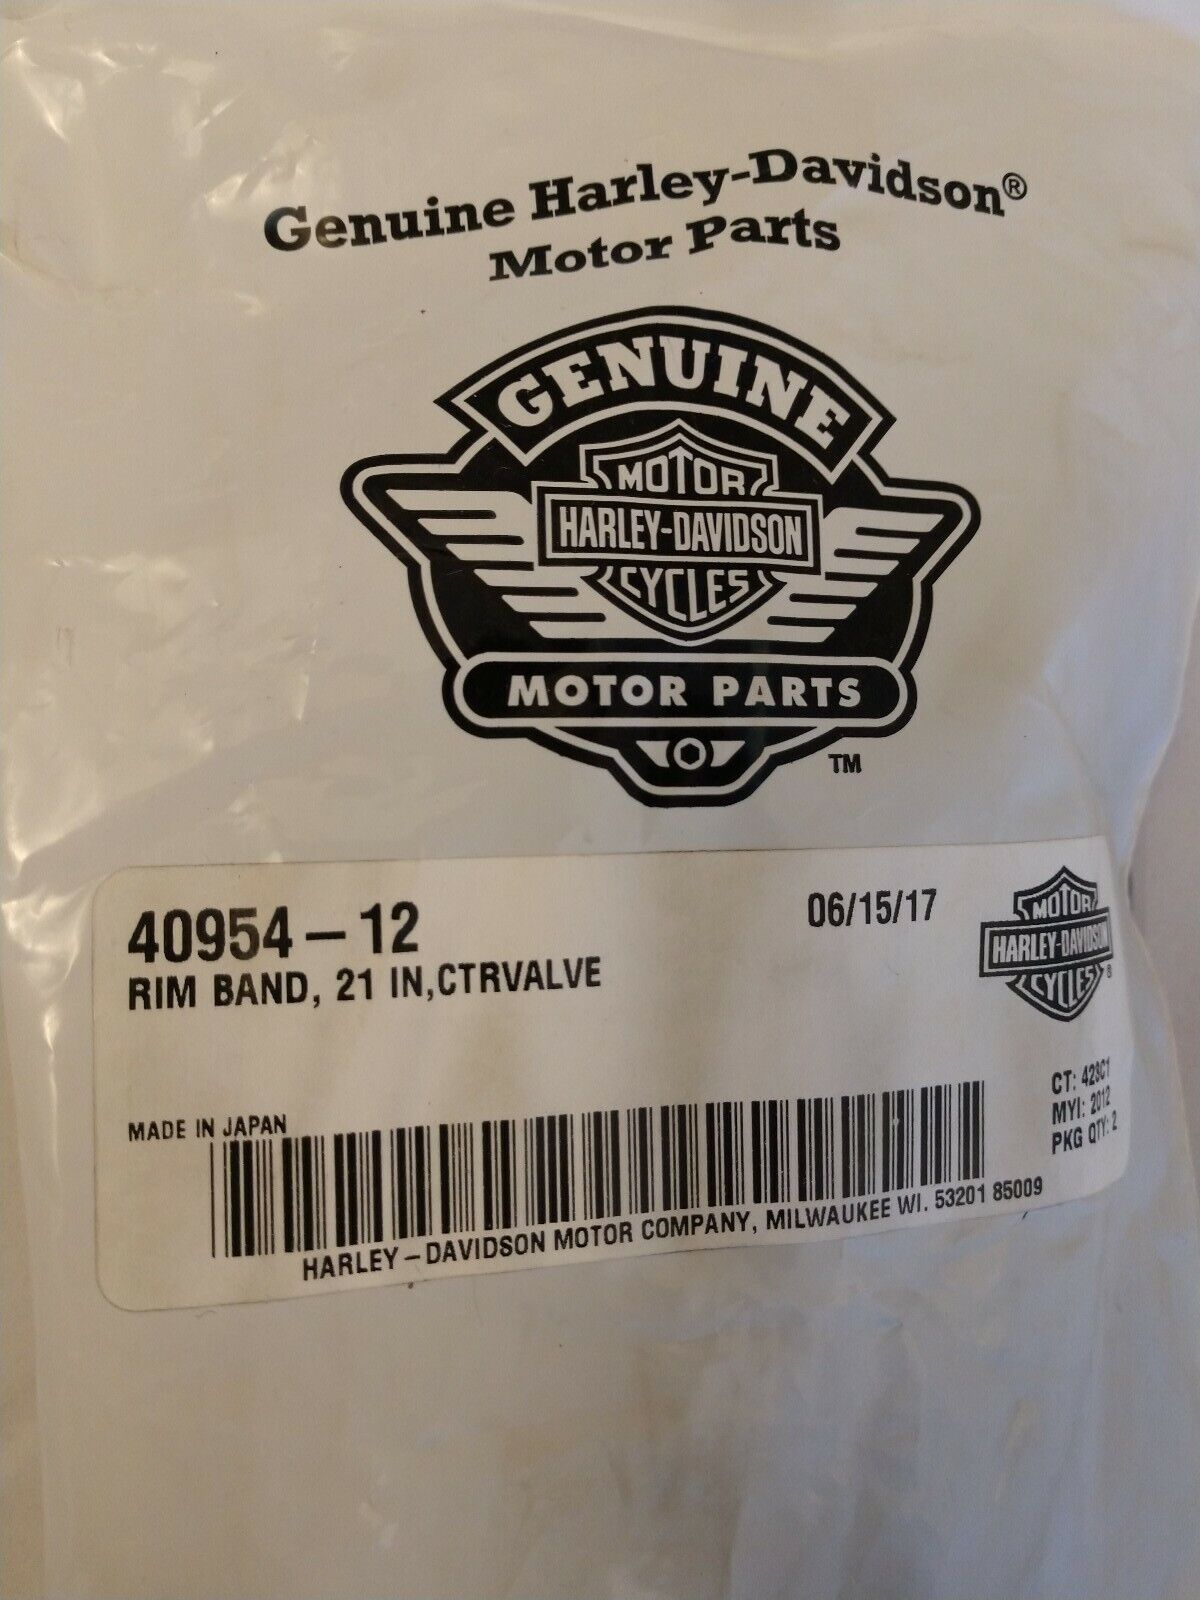 Genuine Harley-Davidson®
Motor Parts
GENUINE
MOTOR
HARLEY-DAVIDSON
CYCLES
MOTOR PARTS
TM
40954-12
06/15/17
RIM BAND, 21 IN,CTRVALVE
MOTOR
HARLEY-DAVIDSON
CYCLES
®
MADE IN JAPAN
CT: 423C1
MYI: 2012
PKG QTY: 2
HARLEY-DAVIDSON MOTOR COMPANY, MILWAUKEE WI. 53201 85009